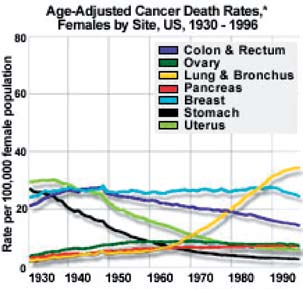 Age-Adjusted Cancer Death Rates,*
Females by Site, US, 1930 - 1996
Rate per 100,000 female population
80
60
40
20
0
Colon & Rectum
Ovary
Lung & Bronchus
Pancreas
Breast
Stomach
Uterus
1930 1940 1950 1960 1970 1980 1990